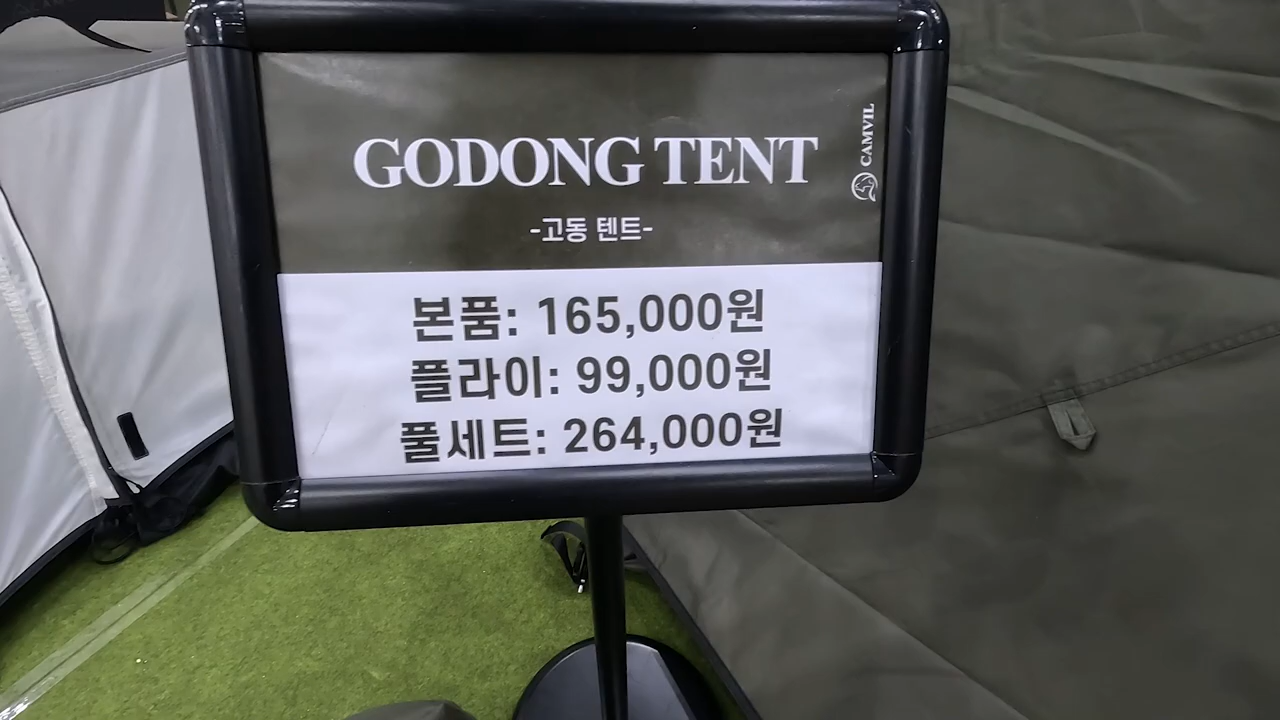 GODONG TENT
CAMVIL
-고동 텐트-
본품: 165,000원
플라이: 99,000원
풀세트: 264,000원